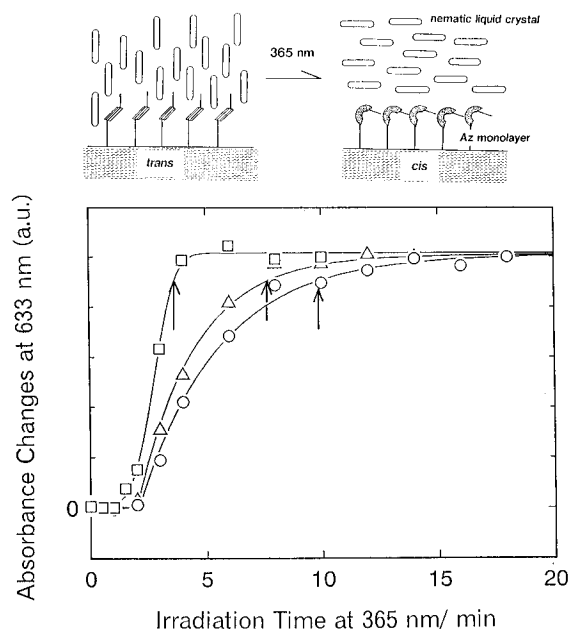 nematic liquid crystal
365 nm
Az monolayer
trans
cis
Absorbance Changes at 633 nm (a.u.)
0
0 5 10 15 20
Irradiation Time at 365 nm/ min